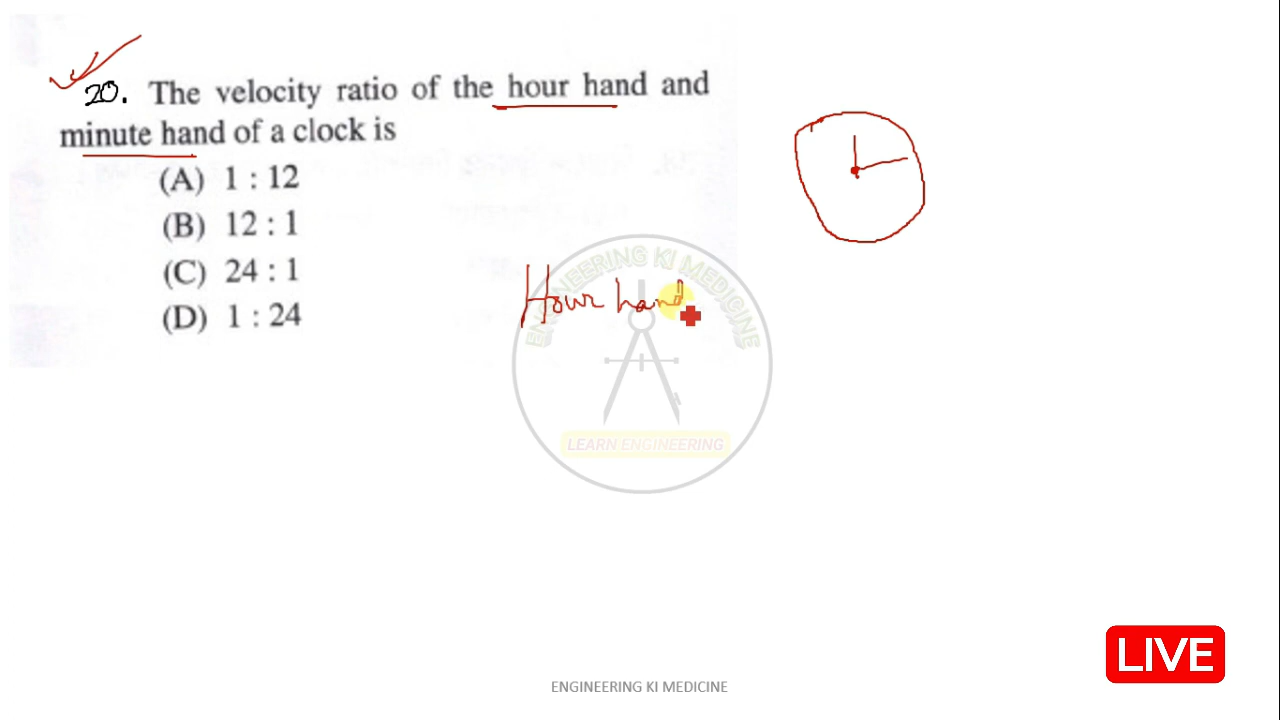 20. The velocity ratio of the hour hand and
minute hand of a clock is
(A) 1 : 12
(B) 12 : 1
(C) 24 : 1
(D) 1 : 24
ENGINEERING KI MEDICINE
Hour hand
LEARN ENGINEERING
LIVE
ENGINEERING KI MEDICINE